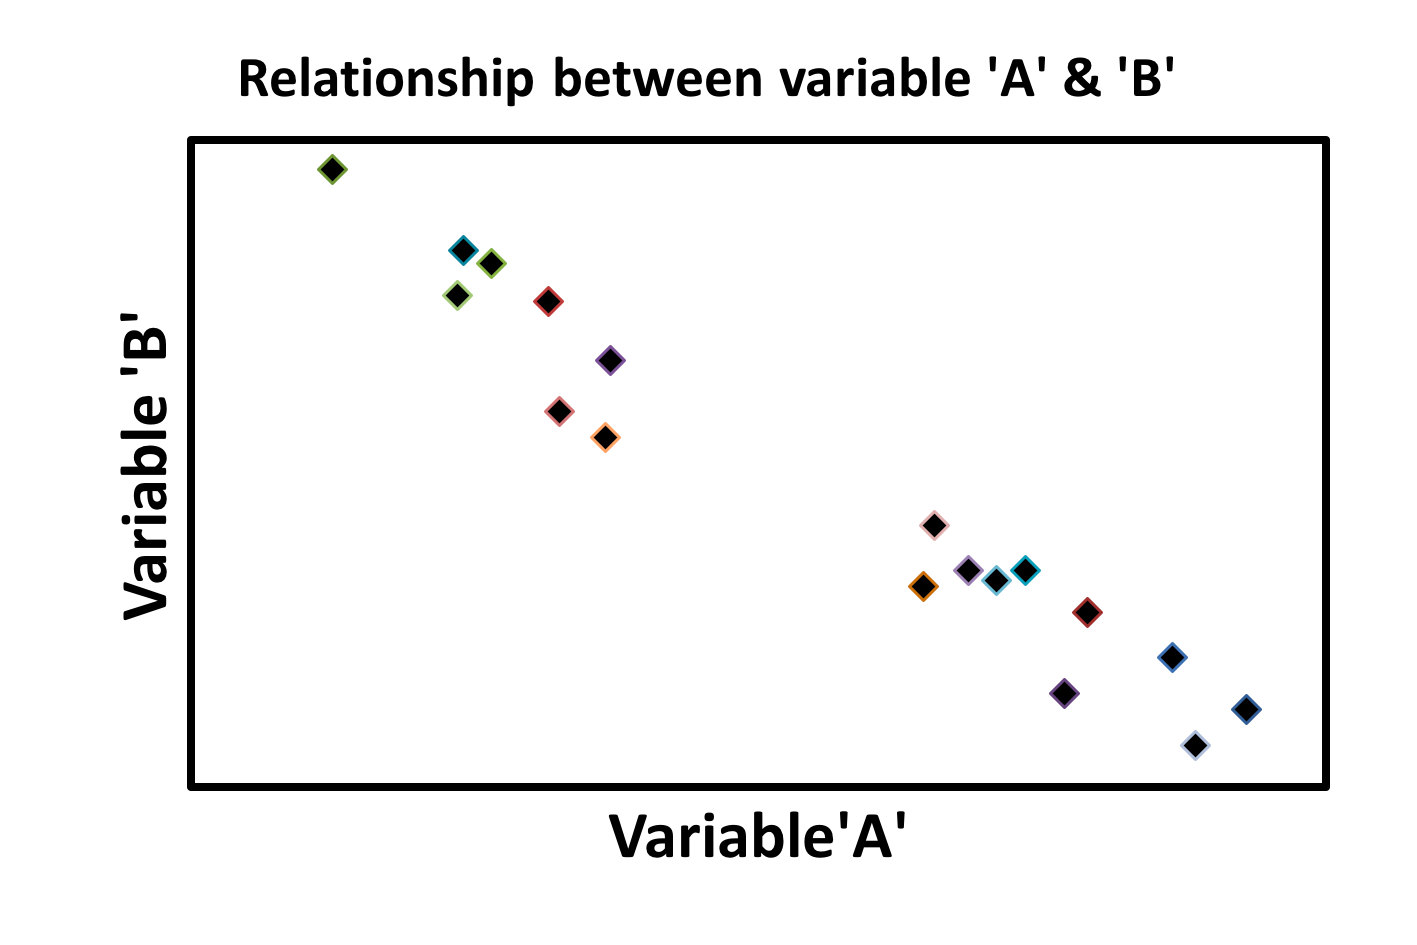 Relationship between variable 'A' & 'B'
Variable 'B'
Variable'A'